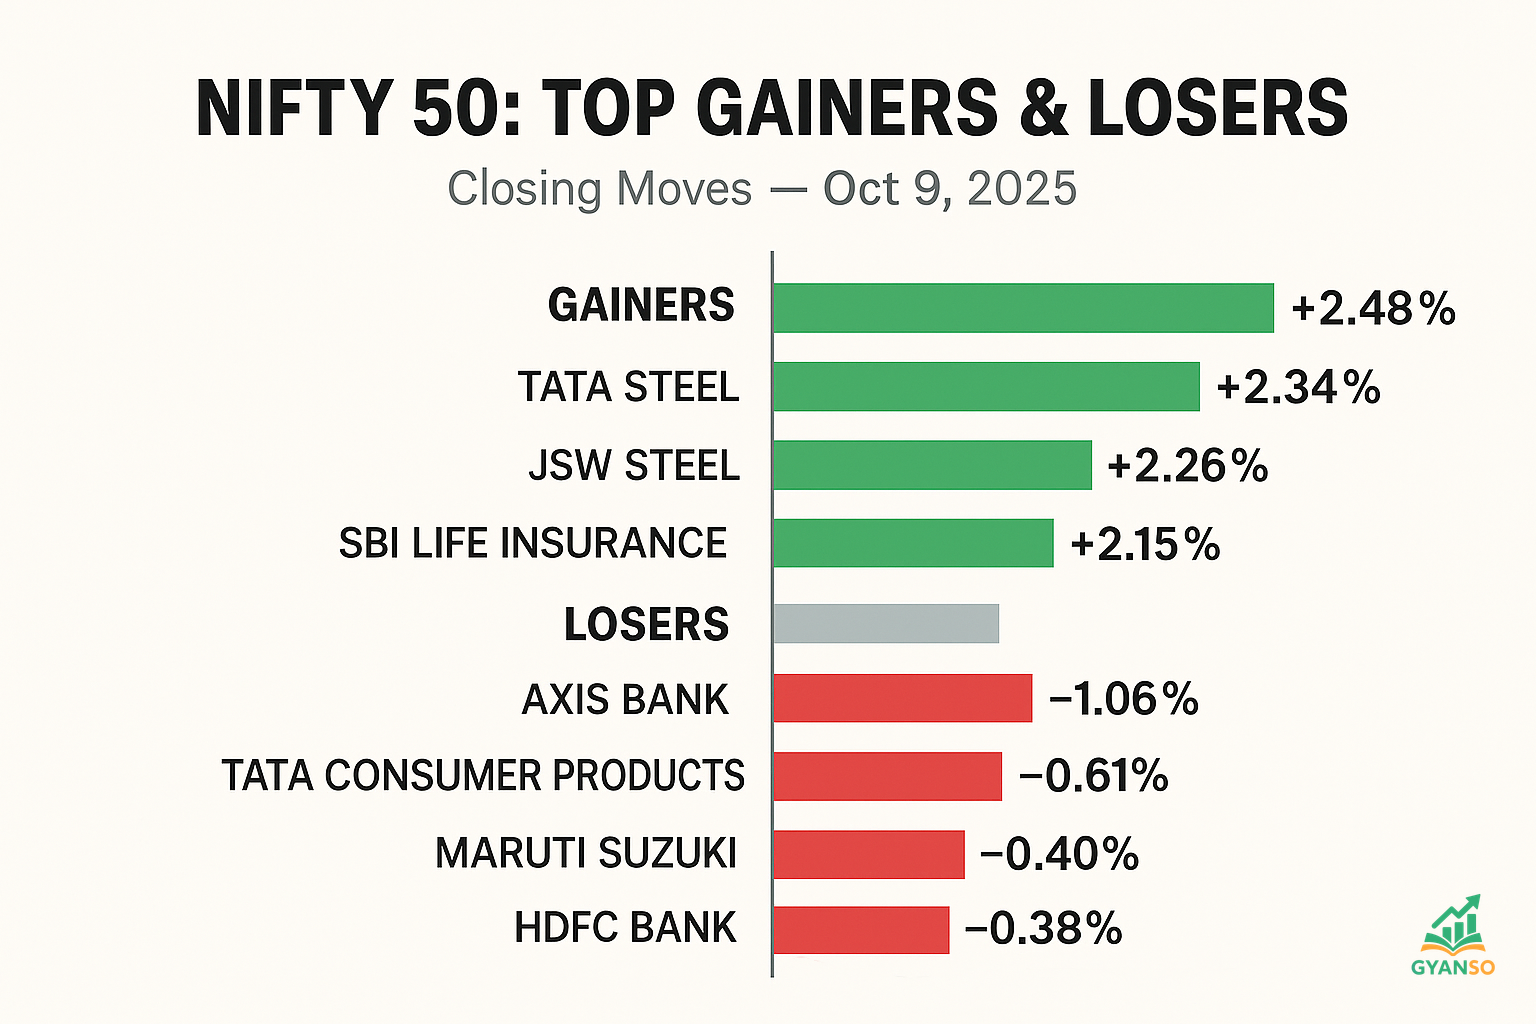 NIFTY 50: TOP GAINERS & LOSERS
Closing Moves — Oct 9, 2025
GAINERS +2.48%
TATA STEEL +2.34%
JSW STEEL +2.26%
SBI LIFE INSURANCE +2.15%
LOSERS
AXIS BANK −1.06%
TATA CONSUMER PRODUCTS −0.61%
MARUTI SUZUKI −0.40%
HDFC BANK −0.38%
GYANSO